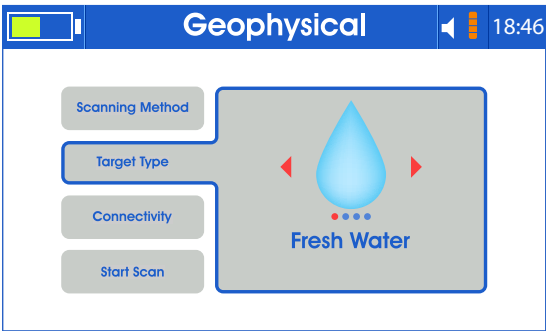 Geophysical
18:46
Scanning Method
Target Type
Connectivity
Start Scan
Fresh Water